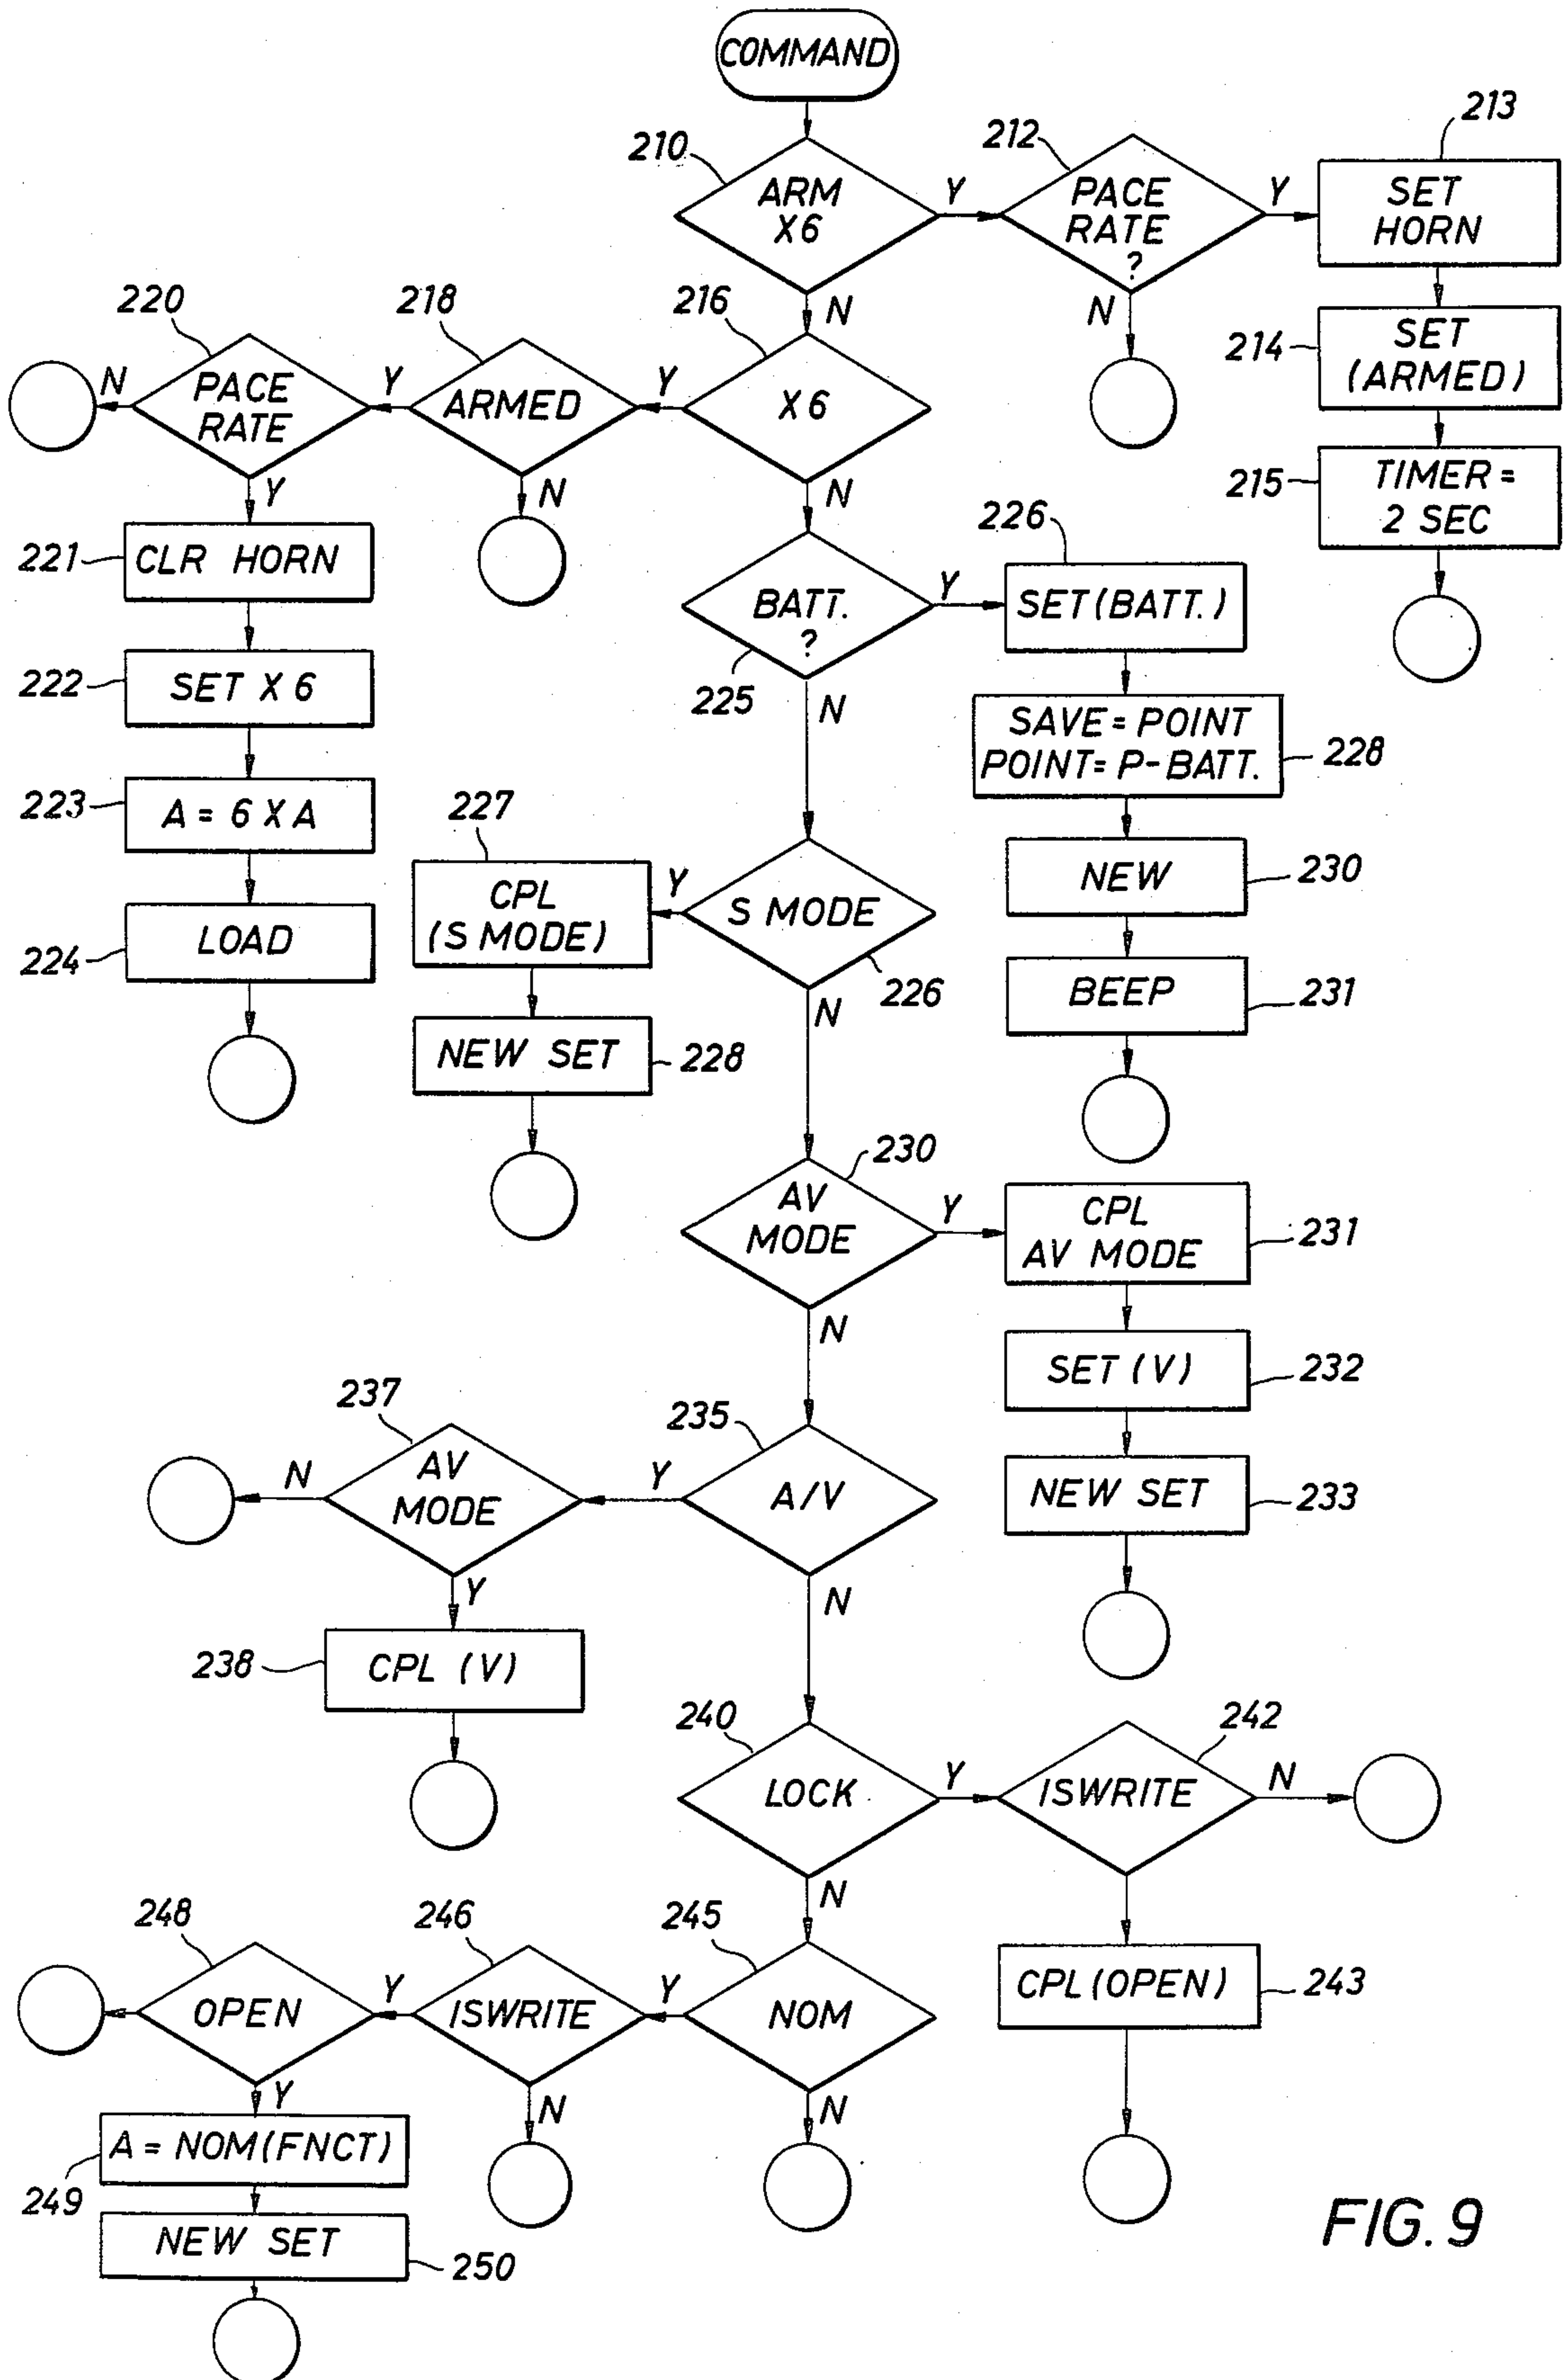 COMMAND
210
ARM
X6
Y
N
212
PACE
RATE
?
Y
N
213
SET
HORN
214
SET
(ARMED)
215
TIMER =
2 SEC
216
X6
Y
N
218
ARMED
Y
N
220
PACE
RATE
N
Y
221
CLR HORN
222
SET X 6
223
A = 6 X A
224
LOAD
BATT.
?
225
Y
N
226
SET (BATT.)
SAVE = POINT
POINT = P-BATT.
228
NEW
230
BEEP
231
S MODE
226
Y
N
227
CPL
(S MODE)
NEW SET
228
230
AV
MODE
Y
N
CPL
AV MODE
231
SET (V)
232
NEW SET
233
235
A/V
Y
N
237
AV
MODE
N
Y
238
CPL (V)
240
LOCK
Y
N
242
ISWRITE
N
CPL (OPEN)
243
245
NOM
Y
N
246
ISWRITE
Y
N
248
OPEN
Y
A = NOM (FNCT)
249
NEW SET
250
FIG. 9